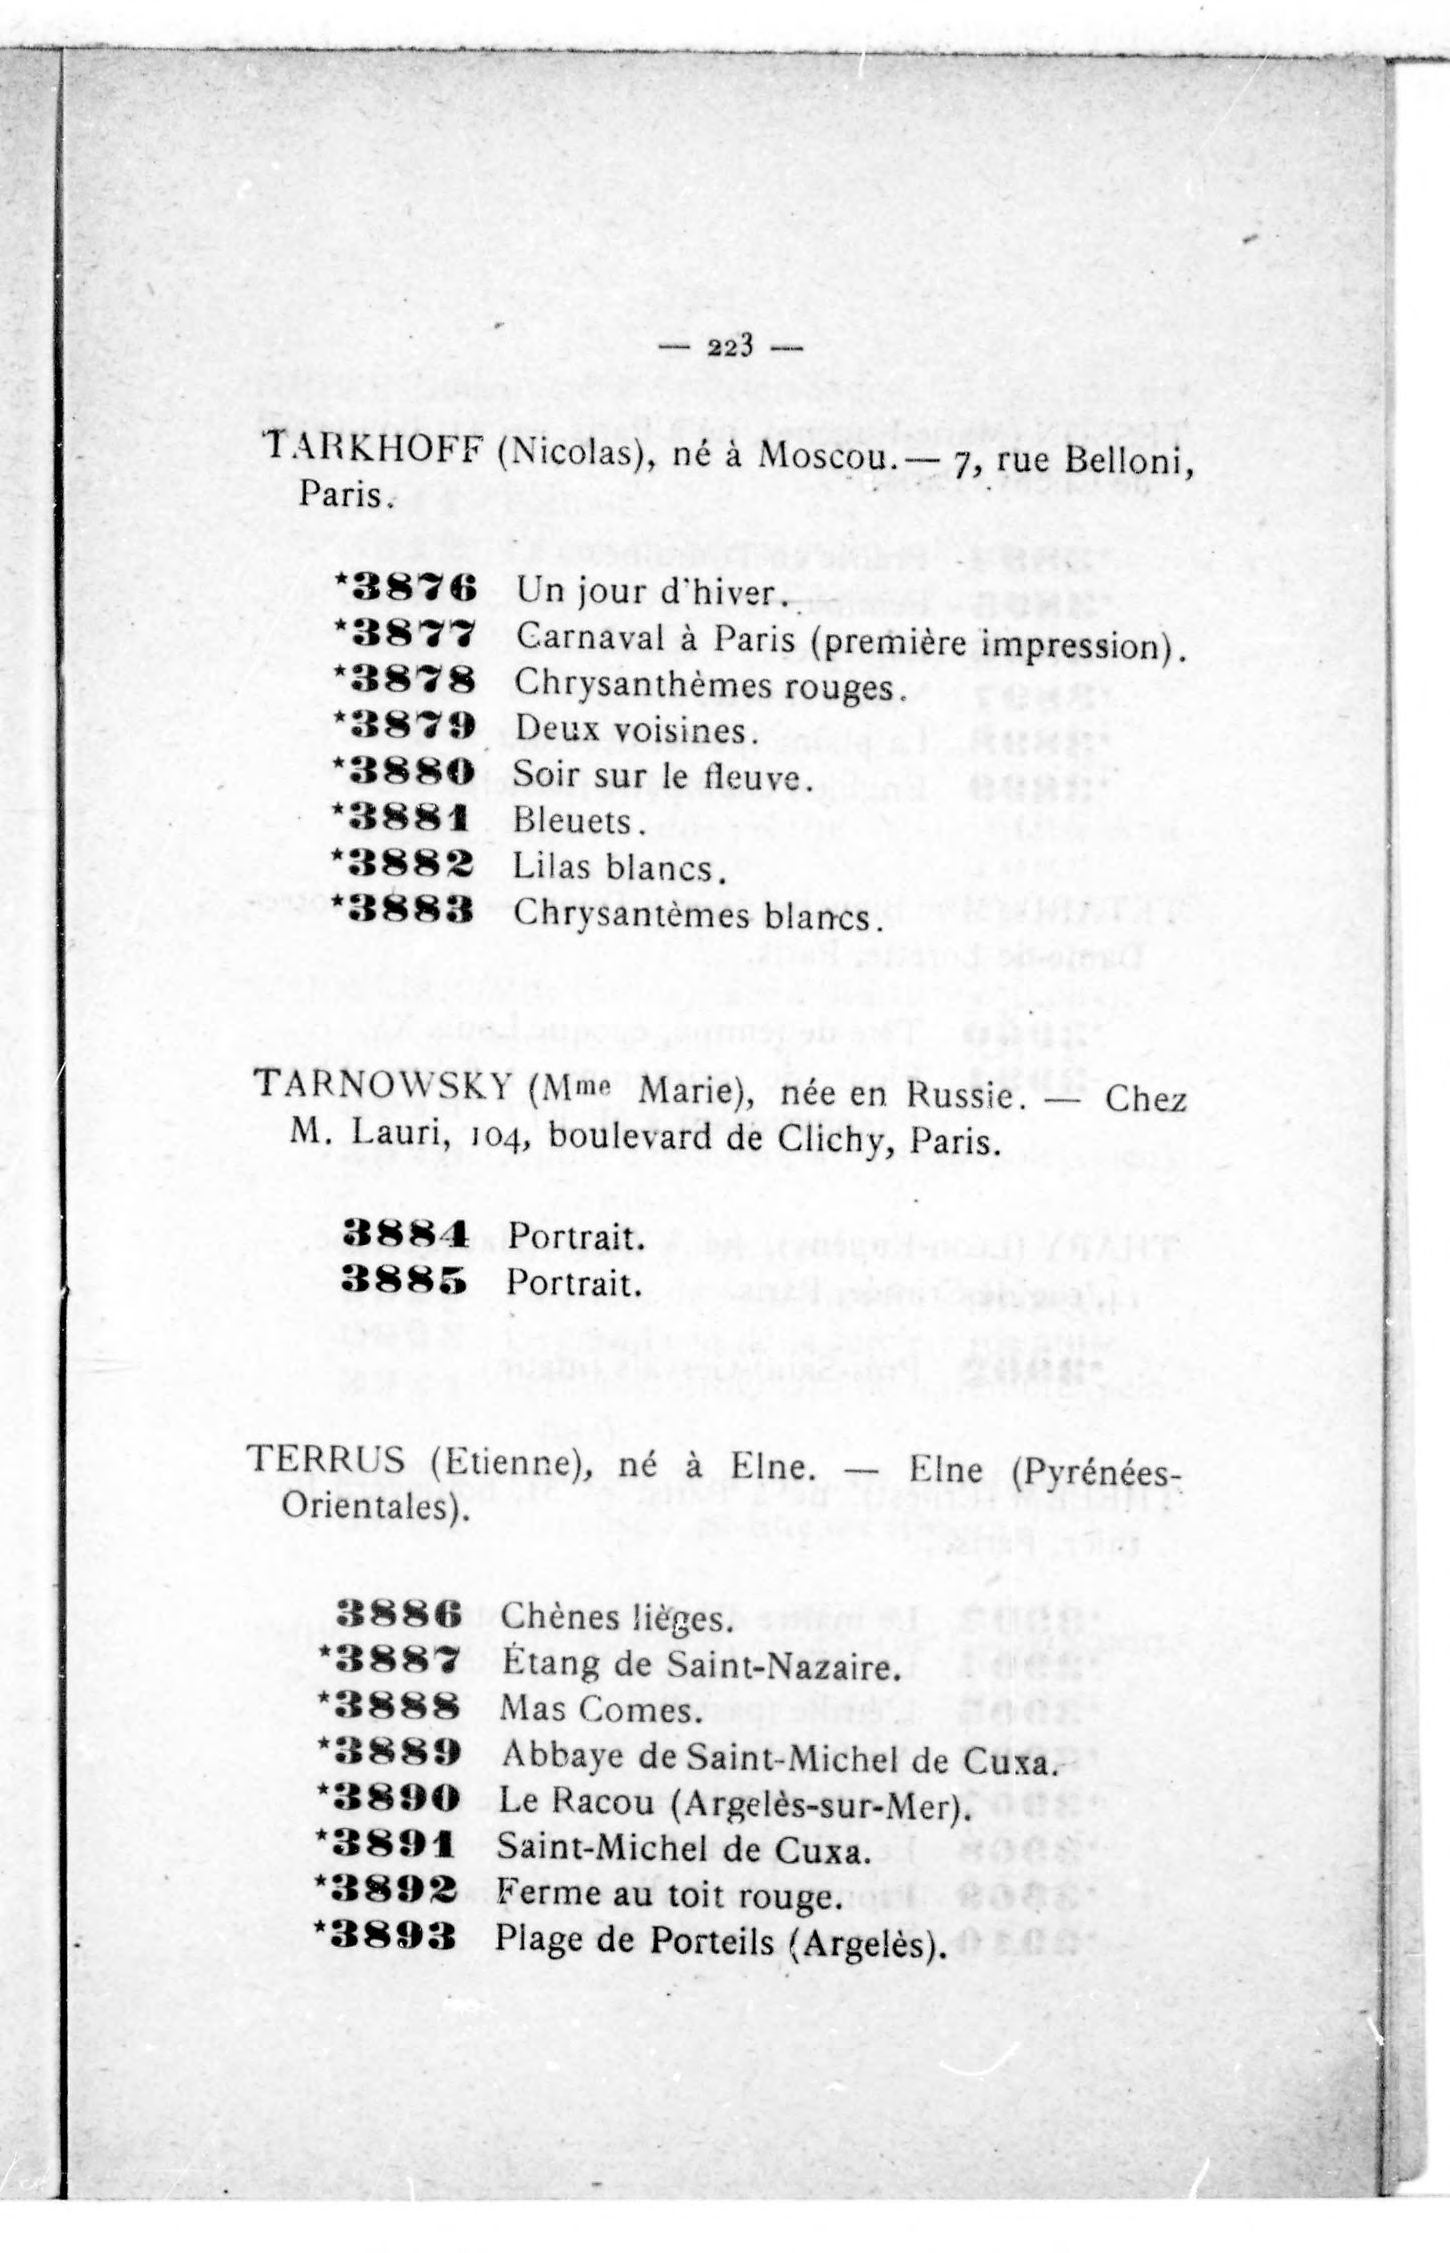 — 223 —
TARKHOFF (Nicolas), né à Moscou. — 7, rue Belloni,
Paris.
*3876 Un jour d'hiver.
*3877 Carnaval à Paris (première impression).
*3878 Chrysanthèmes rouges.
*3879 Deux voisines.
*3880 Soir sur le fleuve.
*3881 Bleuets.
*3882 Lilas blancs.
*3883 Chrysantèmes blancs.
TARNOWSKY (Mme Marie), née en Russie. — Chez
M. Lauri, 104, boulevard de Clichy, Paris.
3884 Portrait.
3885 Portrait.
TERRUS (Etienne), né à Elne. — Elne (Pyrénées-
Orientales).
3886 Chènes lièges.
*3887 Étang de Saint-Nazaire.
*3888 Mas Comes.
*3889 Abbaye de Saint-Michel de Cuxa.
*3890 Le Racou (Argelès-sur-Mer).
*3891 Saint-Michel de Cuxa.
*3892 Ferme au toit rouge.
*3893 Plage de Porteils (Argelès).